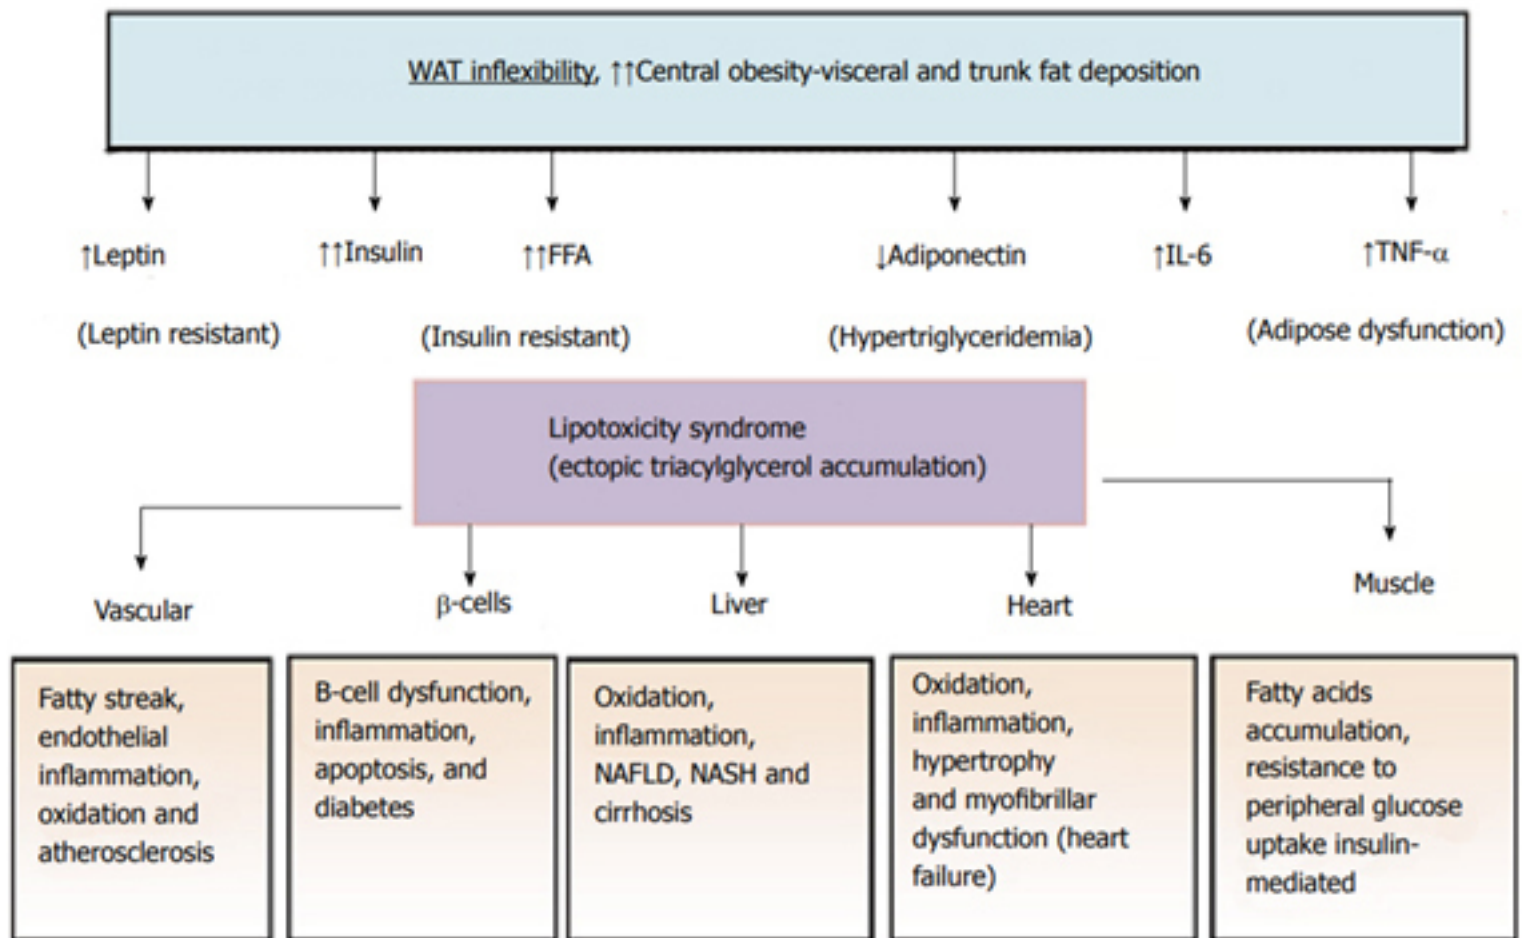 WAT inflexibility, ↑↑Central obesity-visceral and trunk fat deposition
↑Leptin
↑↑Insulin
↑↑FFA
↓Adiponectin
↑IL-6
↑TNF-α
(Leptin resistant)
(Insulin resistant)
(Hypertriglyceridemia)
(Adipose dysfunction)
Lipotoxicity syndrome
(ectopic triacylglycerol accumulation)
Vascular
β-cells
Liver
Heart
Muscle
Fatty streak,
endothelial
inflammation,
oxidation and
atherosclerosis
B-cell dysfunction,
inflammation,
apoptosis, and
diabetes
Oxidation,
inflammation,
NAFLD, NASH and
cirrhosis
Oxidation,
inflammation,
hypertrophy
and myofibrillar
dysfunction (heart
failure)
Fatty acids
accumulation,
resistance to
peripheral glucose
uptake insulin-
mediated